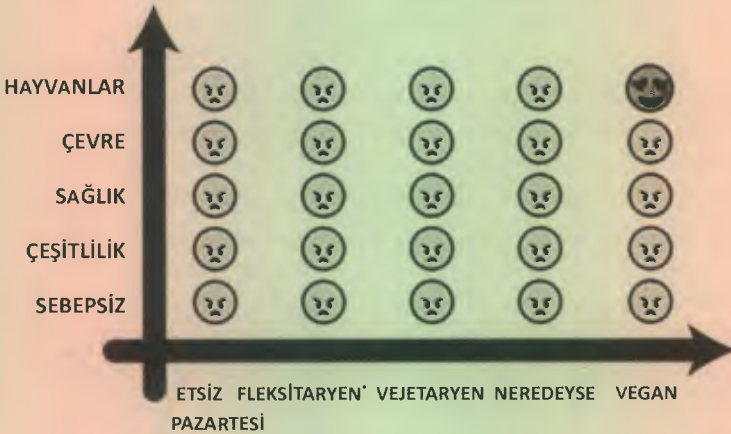 HAYVANLAR
ÇEVRE
SAĞLIK
ÇEŞİTLİLİK
SEBEPSİZ
ETSİZ FLEKSİTARYEN* VEJETARYEN NEREDEYSE VEGAN
PAZARTESİ